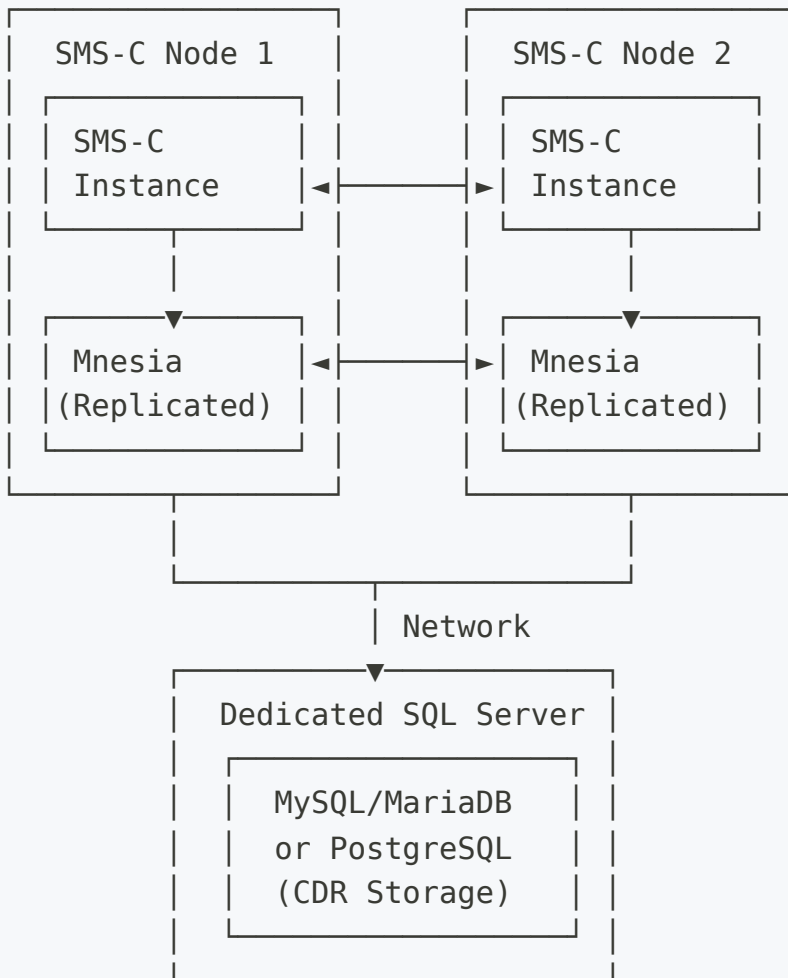 SMS-C Node 1
SMS-C Node 2
SMS-C
Instance
SMS-C
Instance
Mnesia
(Replicated)
Mnesia
(Replicated)
Network
Dedicated SQL Server
MySQL/MariaDB
or PostgreSQL
(CDR Storage)